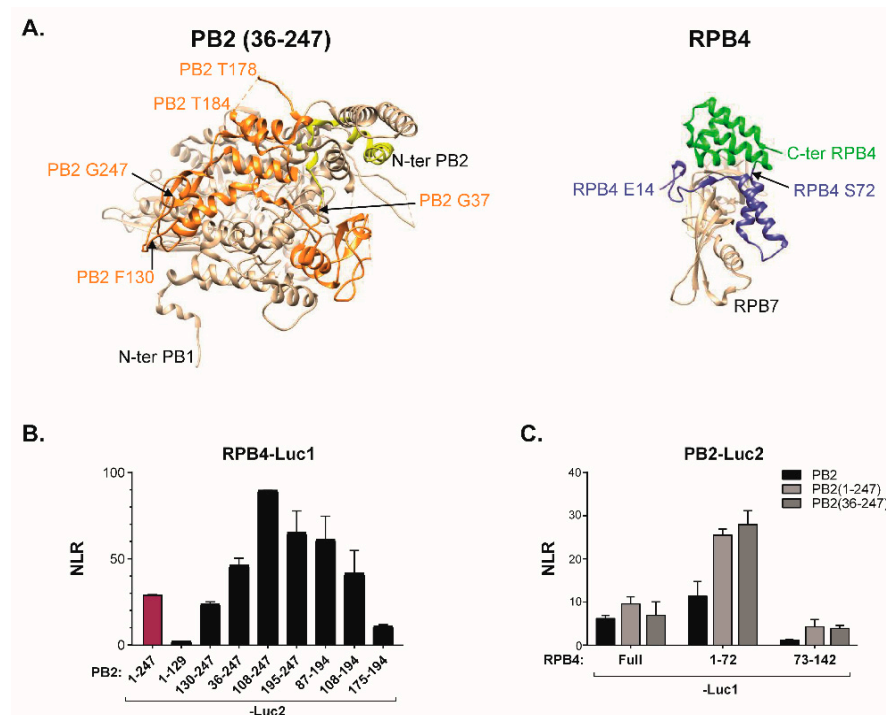 A.
PB2 (36-247)
RPB4
PB2 T178
PB2 T184
N-ter PB2
PB2 G247
PB2 G37
PB2 F130
N-ter PB1
C-ter RPB4
RPB4 E14
RPB4 S72
RPB7
B.
RPB4-Luc1
NLR
100
50
0
PB2:
1-247
1-129
130-247
36-247
108-247
195-247
87-194
108-194
175-194
-Luc2
C.
PB2-Luc2
PB2
PB2(1-247)
PB2(36-247)
NLR
40
30
20
10
0
RPB4: Full 1-72 73-142
-Luc1